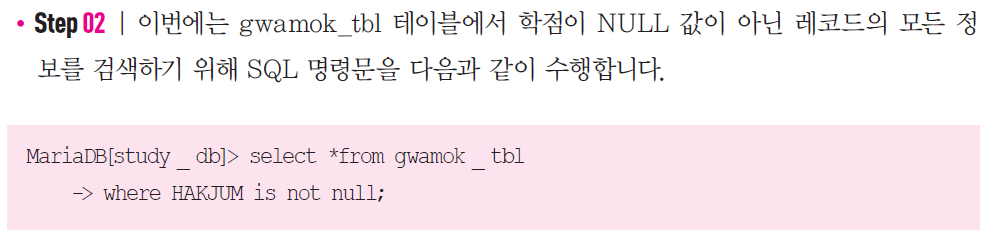 • Step 02 | 이번에는 gwamok_tbl 테이블에서 학점이 NULL 값이 아닌 레코드의 모든 정
보를 검색하기 위해 SQL 명령문을 다음과 같이 수행합니다.
MariaDB[study_db]> select *from gwamok_tbl
-> where HAKJUM is not null;